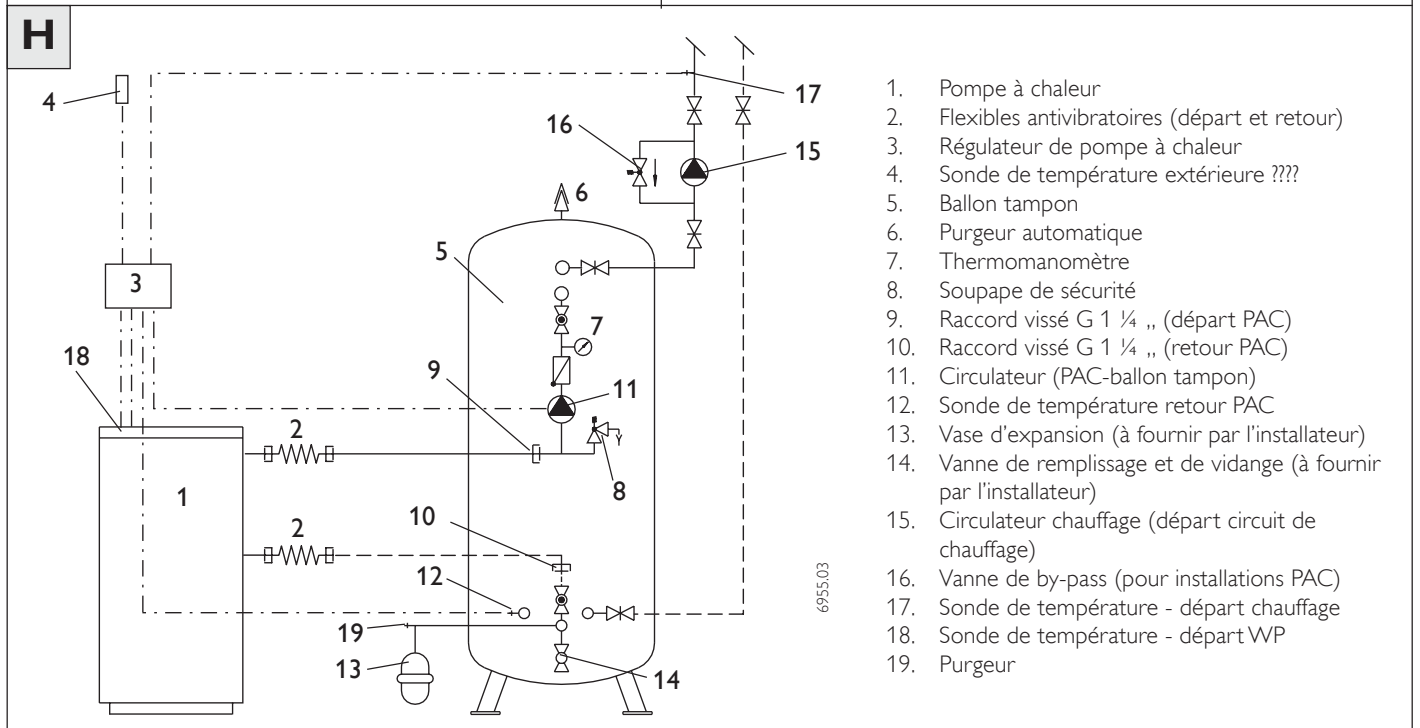 H
4
17
16
15
6
5
3
7
18
9
11
2
8
1
10
2
12
19
13
14
6955.03
1. Pompe à chaleur
2. Flexibles antivibratoires (départ et retour)
3. Régulateur de pompe à chaleur
4. Sonde de température extérieure ????
5. Ballon tampon
6. Purgeur automatique
7. Thermomanomètre
8. Soupape de sécurité
9. Raccord vissé G 1 ¼ „ (départ PAC)
10. Raccord vissé G 1 ¼ „ (retour PAC)
11. Circulateur (PAC-ballon tampon)
12. Sonde de température retour PAC
13. Vase d'expansion (à fournir par l'installateur)
14. Vanne de remplissage et de vidange (à fournir
par l'installateur)
15. Circulateur chauffage (départ circuit de
chauffage)
16. Vanne de by-pass (pour installations PAC)
17. Sonde de température - départ chauffage
18. Sonde de température - départ WP
19. Purgeur